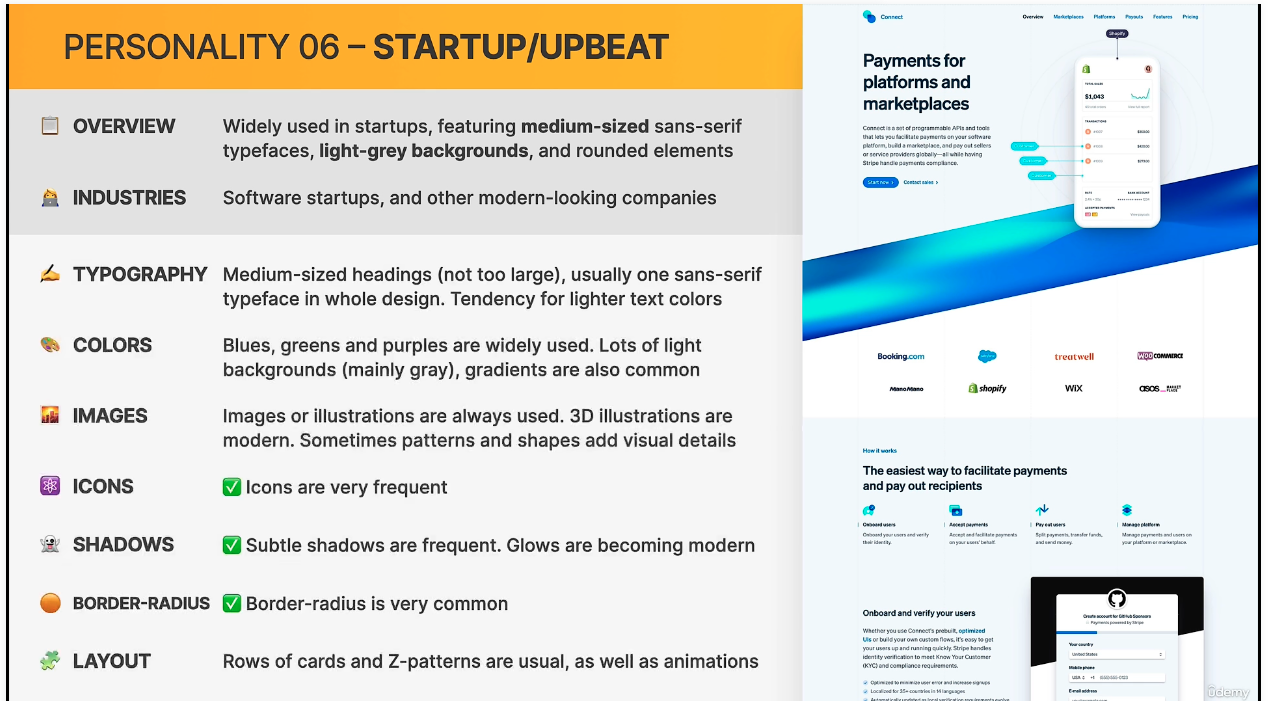 PERSONALITY 06 – STARTUP/UPBEAT
OVERVIEW
Widely used in startups, featuring medium-sized sans-serif
typefaces, light-grey backgrounds, and rounded elements
INDUSTRIES
Software startups, and other modern-looking companies
TYPOGRAPHY
Medium-sized headings (not too large), usually one sans-serif
typeface in whole design. Tendency for lighter text colors
COLORS
Blues, greens and purples are widely used. Lots of light
backgrounds (mainly gray), gradients are also common
IMAGES
Images or illustrations are always used. 3D illustrations are
modern. Sometimes patterns and shapes add visual details
ICONS
Icons are very frequent
SHADOWS
Subtle shadows are frequent. Glows are becoming modern
BORDER-RADIUS
Border-radius is very common
LAYOUT
Rows of cards and Z-patterns are usual, as well as animations
Connect
Overview Marketplaces Platforms Payouts Features Pricing
Shopify
Payments for
platforms and
marketplaces
Connect is a set of programmable APIs and tools
that lets you facilitate payments on your software
platform, build a marketplace, and pay out sellers
or service providers globally—all while having
Stripe handle payments compliance.
Start now
Contact sales
$1,043
TRANSACTIONS
Booking.com
salesforce
treatwell
WOO COMMERCE
ManoMano
shopify
WiX
asos MARKET PLACE
How it works
The easiest way to facilitate payments
and pay out recipients
Onboard users
Onboard your users and verify
their identity.
Accept payments
Accept and facilitate payments
on your users' behalf.
Pay out users
Split payments, transfer funds,
and send money.
Manage platform
Manage payments and users on
your platform or marketplace.
Onboard and verify your users
Whether you use Connect's prebuilt, optimized
UIs or build your own custom flows, it's easy to get
your users up and running quickly. Stripe handles
identity verification to meet Know Your Customer
(KYC) and compliance requirements.
Optimized to minimize user error and increase signups
Localized for 35+ countries in 14 languages
Create account for GitHub Sponsors
— Payments powered by Stripe
Your country
United States
Mobile phone
USA +1 (555) 555-0123
E-mail address
ûdemy